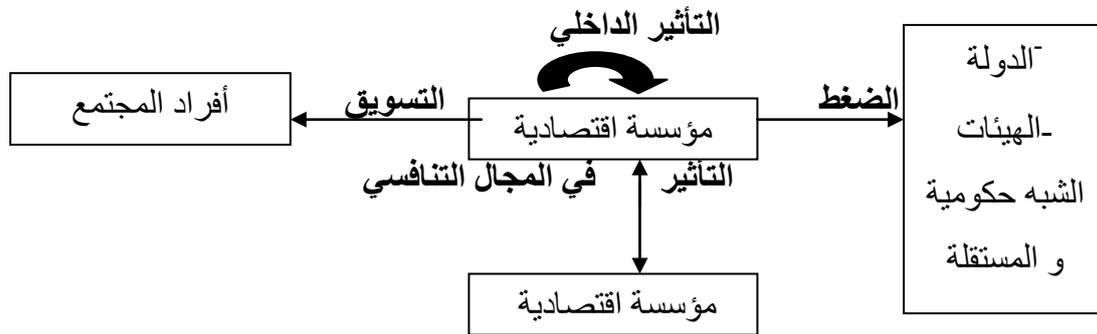 التأثير الداخلي
-الدولة
-الهيئات
الشبه حكومية
و المستقلة
الضغط
مؤسسة اقتصادية
التسويق
أفراد المجتمع
التأثير في المجال التنافسي
مؤسسة اقتصادية